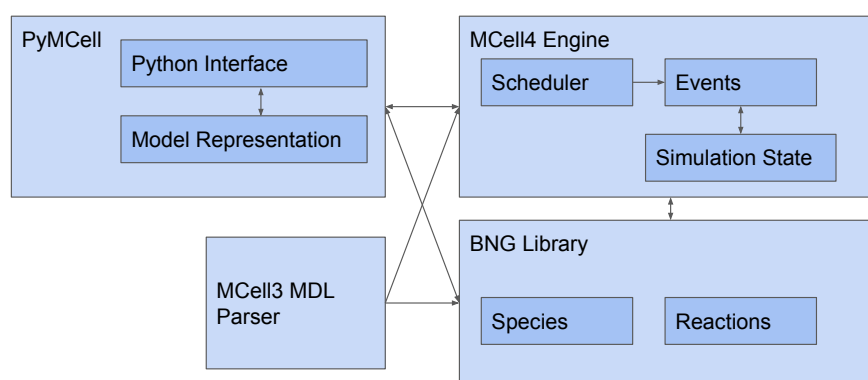 PyMCell
Python Interface
Model Representation
MCell4 Engine
Scheduler
Events
Simulation State
MCell3 MDL
Parser
BNG Library
Species
Reactions